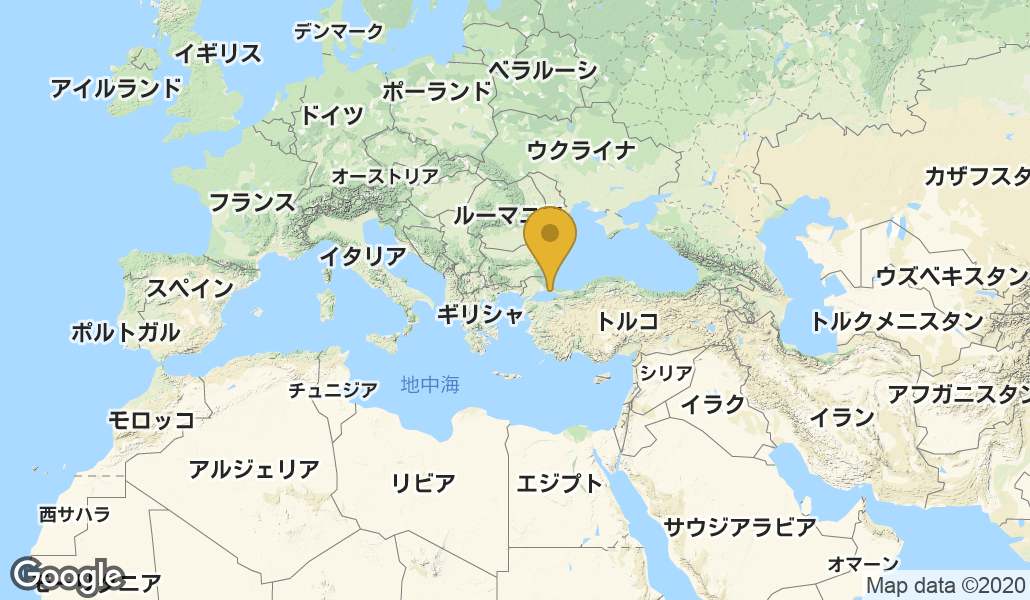 デンマーク
イギリス
アイルランド
ベラルーシ
ポーランド
ドイツ
ウクライナ
オーストリア
カザフスタ
フランス
ルーマニ
イタリア
ウズベキスタン
スペイン
ギリシャ
トルコ
トルクメニスタン
ポルトガル
シリア
地中海
チュニジア
アフガニスタン
イラク
イラン
モロッコ
アルジェリア
リビア
エジプト
西サハラ
サウジアラビア
オマーン
Google
モーリタニア
Map data ©2020